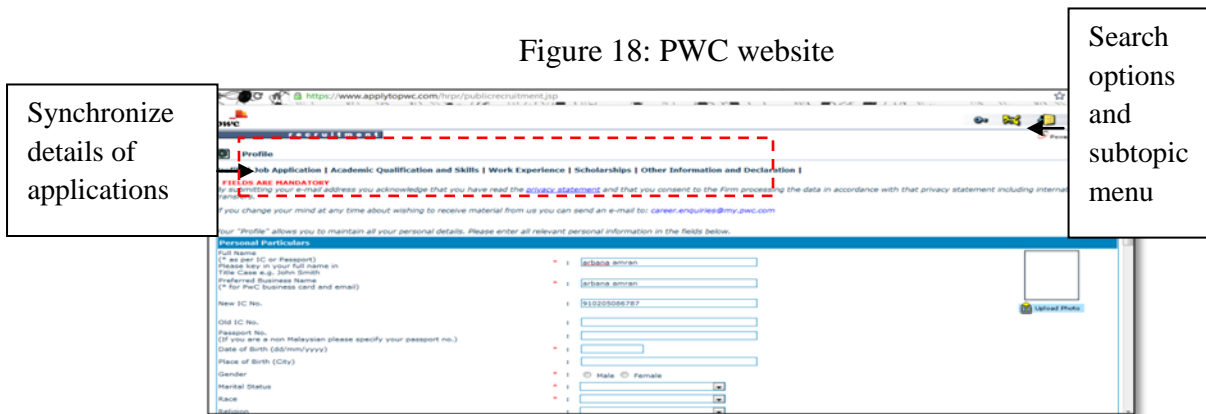 Figure 18: PWC website
Search
options
and
subtopic
menu
Synchronize
details of
applications
https://www.applytopwc.com/hrpr/publicrecruitment.jsp
pwc
recruitment
Profile
Job Application | Academic Qualification and Skills | Work Experience | Scholarships | Other Information and Declaration |
FIELDS ARE MANDATORY
By submitting your e-mail address you acknowledge that you have read the privacy statement and that you consent to the Firm processing the data in accordance with that privacy statement including
If you change your mind at any time about wishing to receive material from us you can send an e-mail to: career.enquiries@my.pwc.com
Your "Profile" allows you to maintain all your personal details. Please enter all relevant personal information in the fields below.
Personal Particulars
Full Name
(* as per IC or Passport)
Please key in your full name in
Title Case e.g. John Smith
* : arbana amran
Preferred Business Name
(* for PwC business card and email)
* : arbana amran
New IC No. : 910205086787
Upload Photo
Old IC No. :
Passport No.
(If you are a non Malaysian please specify your passport no.) :
Date of Birth (dd/mm/yyyy) * :
Place of Birth (City) :
Gender * : Male Female
Marital Status * :
Race * :
Religion